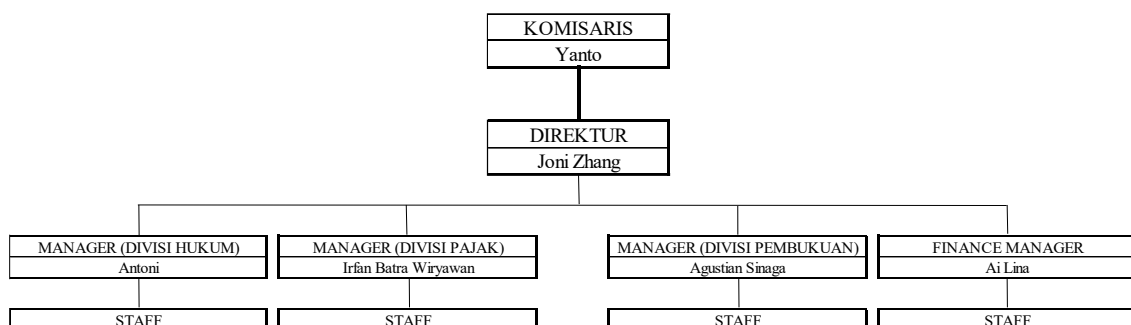 KOMISARIS
Yanto
DIREKTUR
Joni Zhang
MANAGER (DIVISI HUKUM)
Antoni
MANAGER (DIVISI PAJAK)
Irfan Batra Wiryawan
MANAGER (DIVISI PEMBUKUAN)
Agustian Sinaga
FINANCE MANAGER
Ai Lina
STAFF
STAFF
STAFF
STAFF